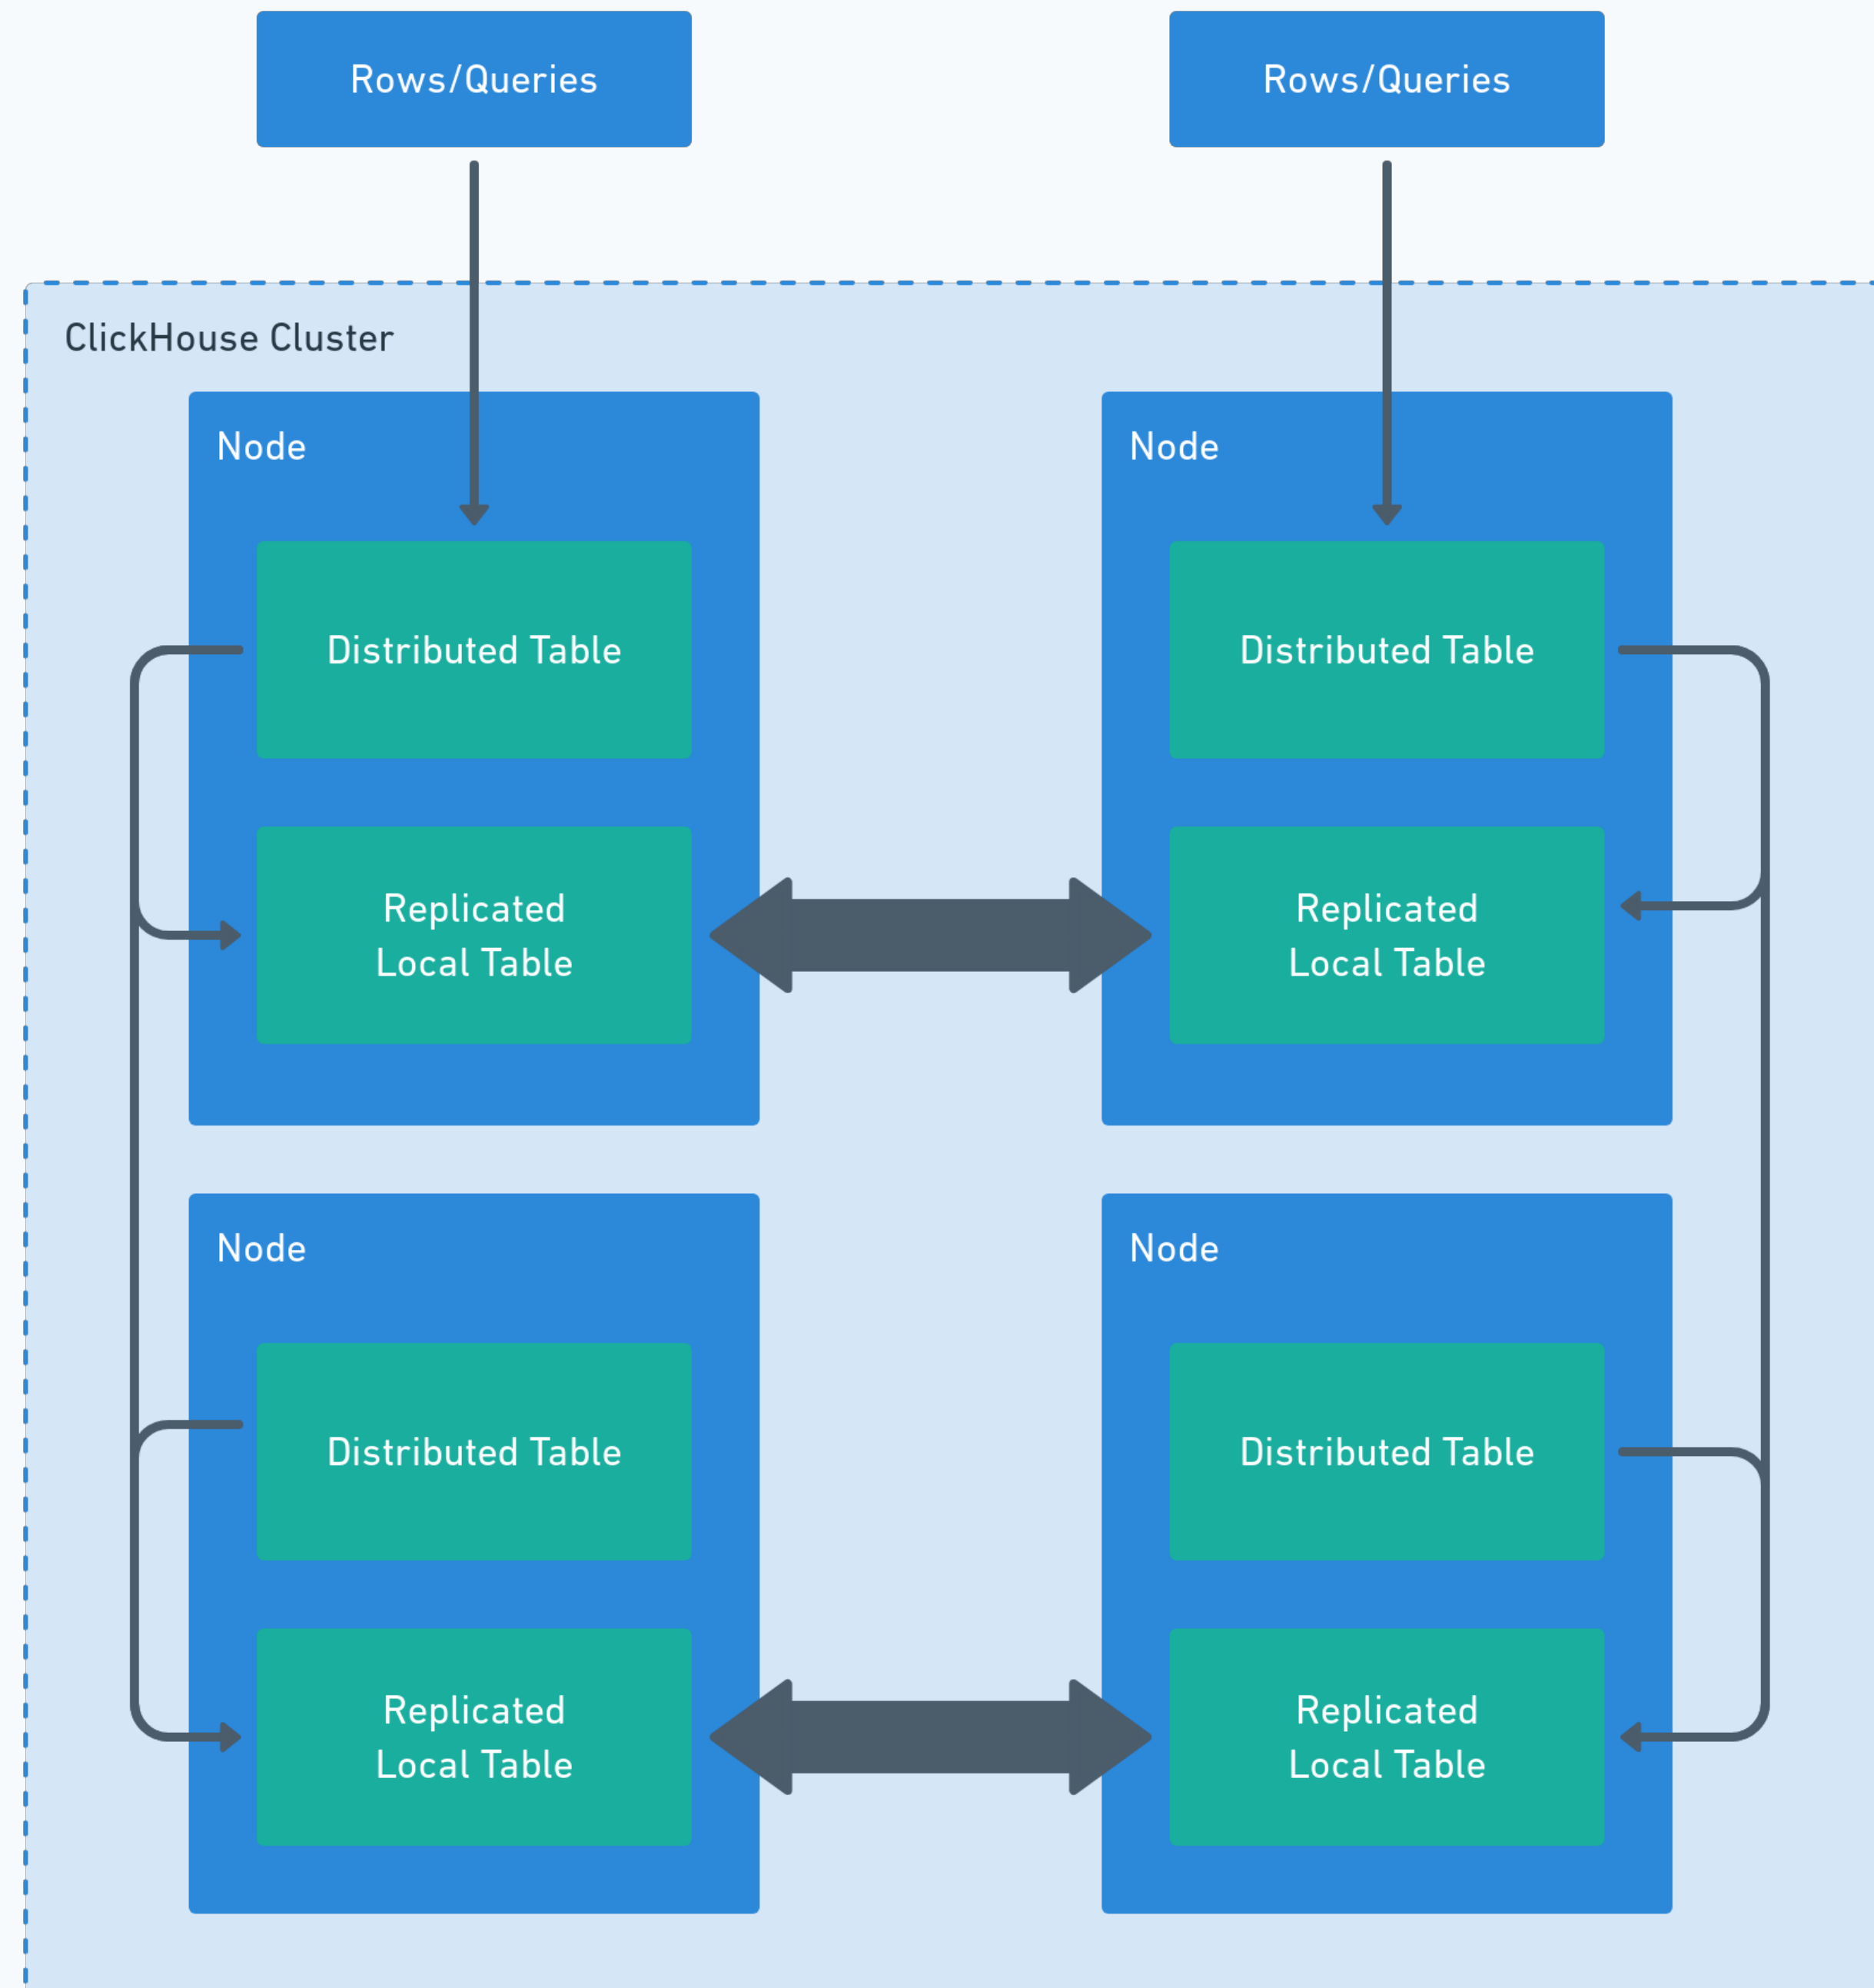 Rows/Queries
Rows/Queries
ClickHouse Cluster
Node
Node
Distributed Table
Distributed Table
Replicated
Local Table
Replicated
Local Table
Node
Node
Distributed Table
Distributed Table
Replicated
Local Table
Replicated
Local Table